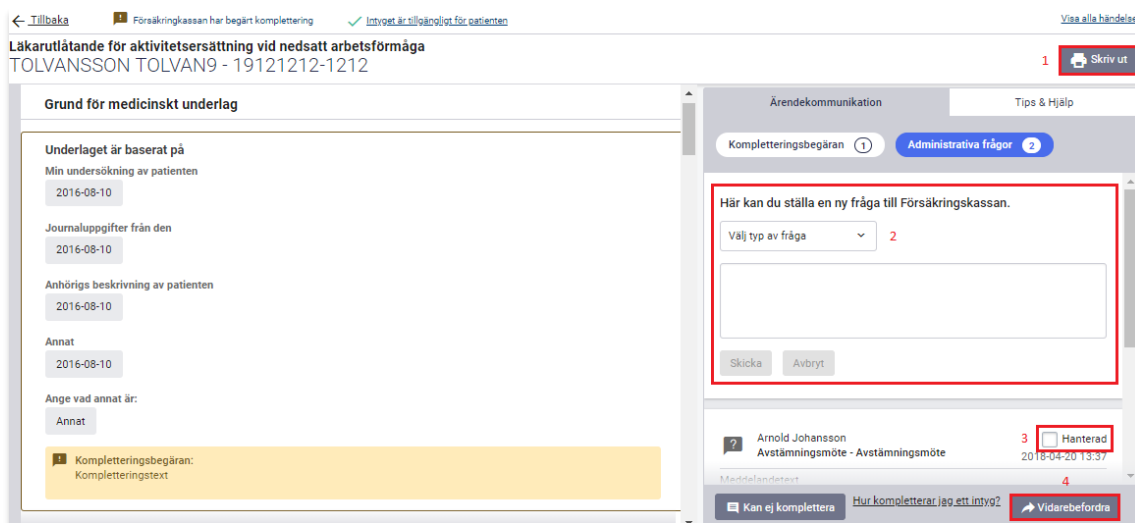 Tillbaka
Försäkringkassan har begärt komplettering
Intyget är tillgängligt för patienten
Visa alla händelse
Läkarutlåtande för aktivitetsersättning vid nedsatt arbetsförmåga
TOLVANSSON TOLVAN9 - 19121212-1212
1
Skriv ut
Grund för medicinskt underlag
Underlaget är baserat på
Min undersökning av patienten
2016-08-10
Journaluppgifter från den
2016-08-10
Anhörigs beskrivning av patienten
2016-08-10
Annat
2016-08-10
Ange vad annat är:
Annat
Kompletteringsbegäran:
Kompletteringstext
Ärendekommunikation
Tips & Hjälp
Kompletteringsbegäran 1
Administrativa frågor 2
Här kan du ställa en ny fråga till Försäkringskassan.
Välj typ av fråga
2
Skicka
Avbryt
Arnold Johansson
Avstämningsmöte - Avstämningsmöte
3
Hanterad
2018-04-20 13:37
Meddelandetext
4
Kan ej komplettera
Hur kompletterar jag ett intyg?
Vidarebefordra